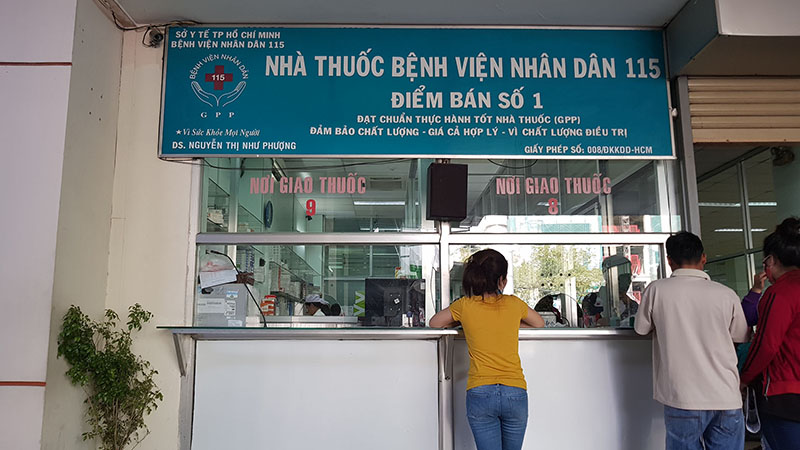 SỞ Y TẾ TP HỒ CHÍ MINH
BỆNH VIỆN NHÂN DÂN 115
BỆNH VIỆN NHÂN DÂN
115
G P P
★Vì Sức Khỏe Mọi Người
DS. NGUYỄN THỊ NHƯ PHƯỢNG
NHÀ THUỐC BỆNH VIỆN NHÂN DÂN 115
ĐIỂM BÁN SỐ 1
ĐẠT CHUẨN THỰC HÀNH TỐT NHÀ THUỐC (GPP)
ĐẢM BẢO CHẤT LƯỢNG - GIÁ CẢ HỢP LÝ - VÌ CHẤT LƯỢNG ĐIỀU TRỊ
GIẤY PHÉP SỐ: 008/ĐKKDD-HCM
NƠI GIAO THUỐC
9
NƠI GIAO THUỐC
8